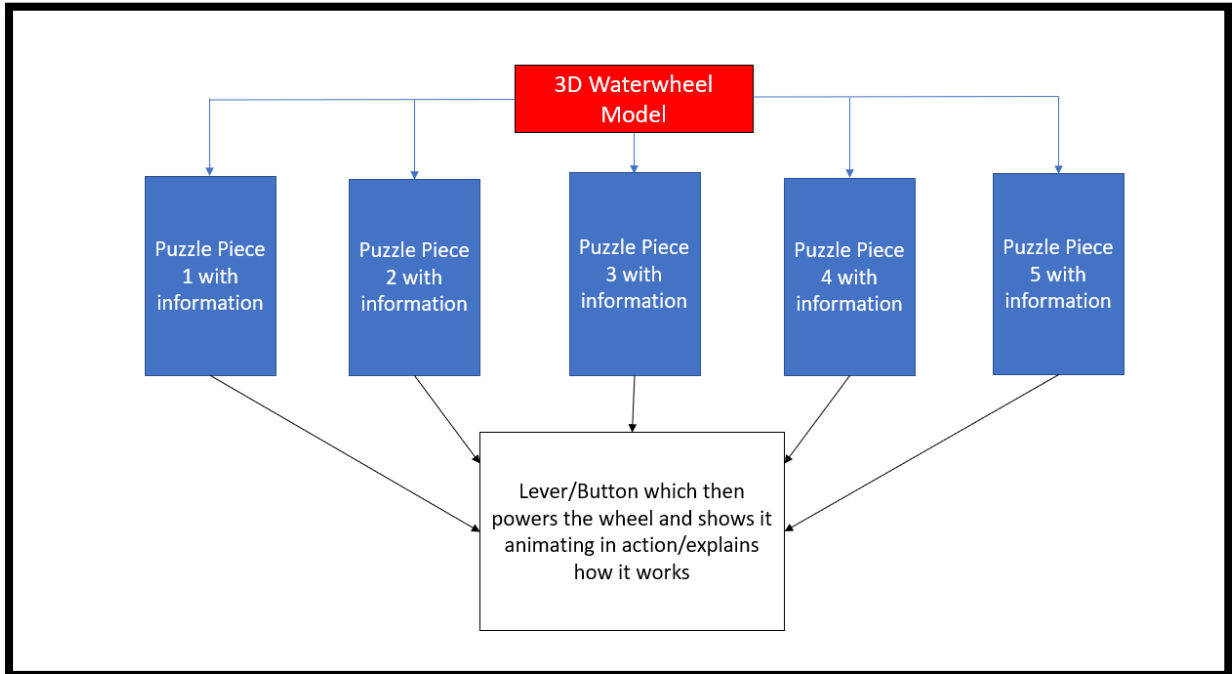 3D Waterwheel
Model
Puzzle Piece
1 with
information
Puzzle Piece
2 with
information
Puzzle Piece
3 with
information
Puzzle Piece
4 with
information
Puzzle Piece
5 with
information
Lever/Button which then
powers the wheel and shows it
animating in action/explains
how it works